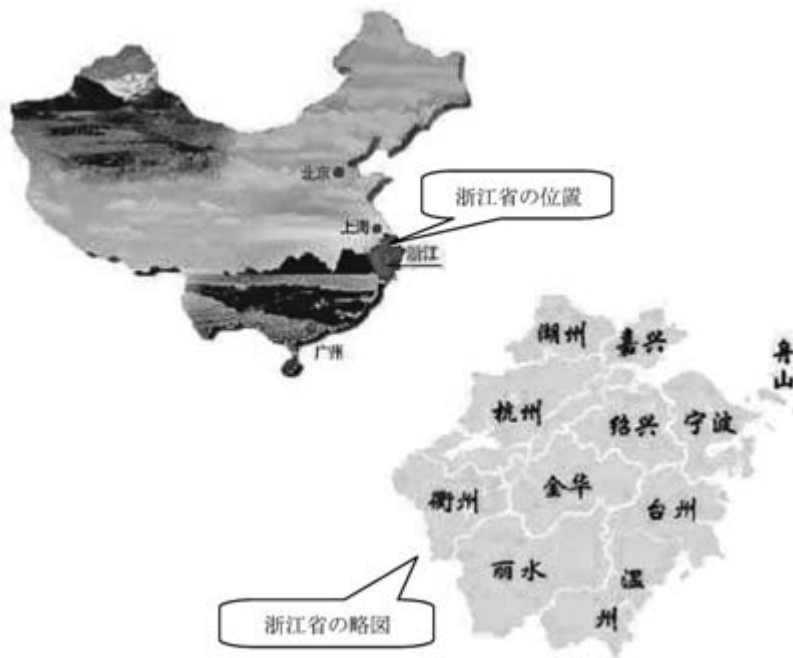 北京
浙江省の位置
上海
浙江
广州
湖州
嘉兴
舟山
杭州
绍兴
宁波
衢州
金华
台州
丽水
温州
浙江省の略図